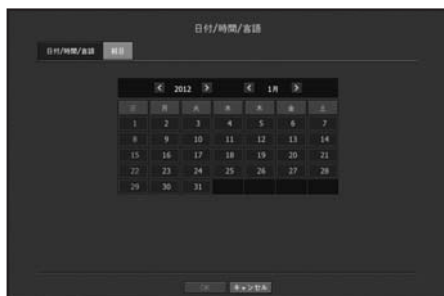 日付/時間/言語
日付/時間/言語 祝日
< 2012 > < 1月 >
日 月 火 水 木 金 土
1 2 3 4 5 6 7
8 9 10 11 12 13 14
15 16 17 18 19 20 21
22 23 24 25 26 27 28
29 30 31
OK キャンセル